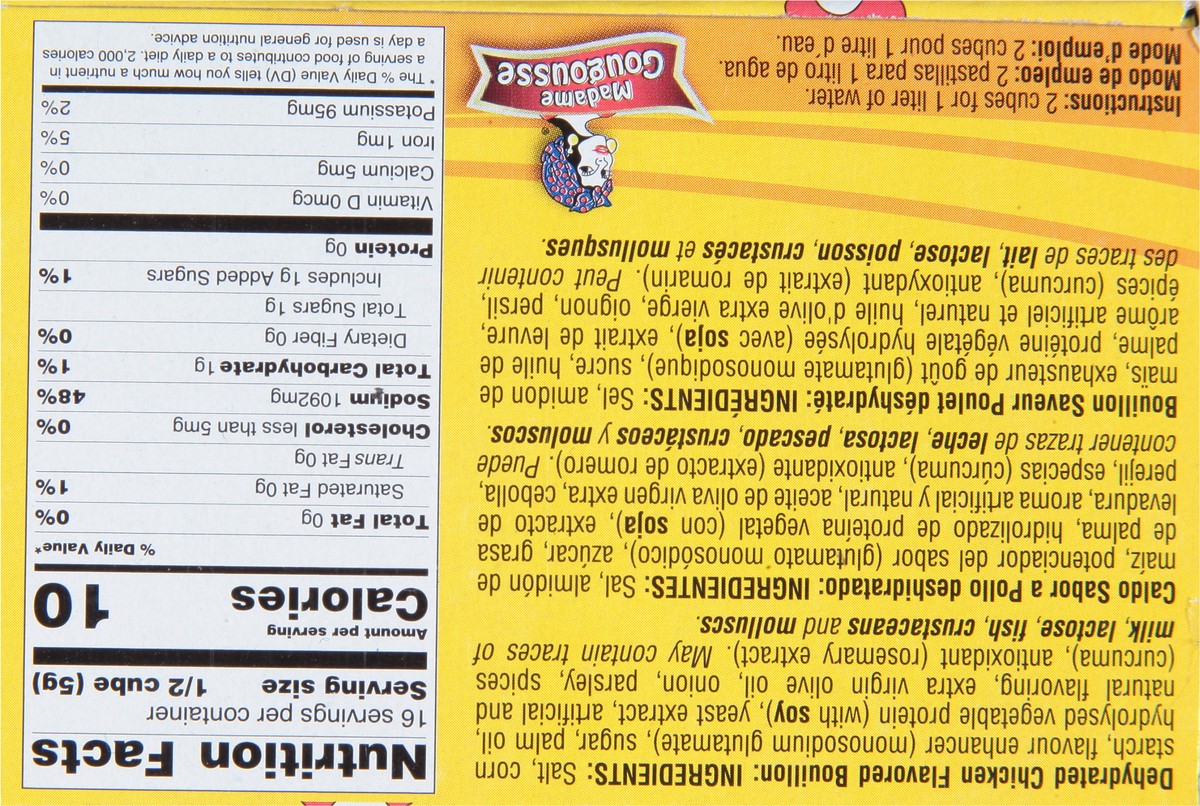 Dehydrated Chicken Flavored Bouillon: INGREDIENTS: Salt, corn
starch, flavour enhancer (monosodium glutamate), sugar, palm oil,
hydrolysed vegetable protein (with soy), yeast extract, artificial and
natural flavoring, extra virgin olive oil, onion, parsley, spices
(curcuma), antioxidant (rosemary extract). May contain traces of
milk, lactose, fish, crustaceans and molluscs.
Caldo Sabor a Pollo deshidratado: INGREDIENTES: Sal, almidón de
maíz, potenciador del sabor (glutamato monosódico), azúcar, grasa
de palma, hidrolizado de proteína vegetal (con soja), extracto de
levadura, aroma artificial y natural, aceite de oliva virgen extra, cebolla,
perejil, especias (cúrcuma), antioxidante (extracto de romero). Puede
contener trazas de leche, lactosa, pescado, crustáceos y moluscos.
Boüillon Saveur Poulet déshydraté: INGRÉDIENTS: Sel, amidon de
maïs, exhausteur de goût (glutamate monosodique), sucre, huile de
palme, protéine végétale hydrolysée (avec soja), extrait de levure,
arôme artificiel et naturel, huile d'olive extra vierge, oignon, persil,
épices (curcuma), antioxydant (extrait de romarin). Peut contenir
des traces de lait, lactose, poisson, crustacés et mollusques.
Instructions: 2 cubes for 1 liter of water.
Modo de empleo: 2 pastillas para 1 litro de agua.
Mode d'emploi: 2 cubes pour 1 litre d'eau.
Madame
Gougousse
®
Nutrition Facts
16 servings per container
Serving size 1/2 cube (5g)
Amount per serving
Calories 10
% Daily Value*
Total Fat 0g 0%
Saturated Fat 0g 1%
Trans Fat 0g
Cholesterol less than 5mg 0%
Sodium 1092mg 48%
Total Carbohydrate 1g 1%
Dietary Fiber 0g 0%
Total Sugars 1g
Includes 1g Added Sugars 1%
Protein 0g
Vitamin D 0mcg 0%
Calcium 5mg 0%
Iron 1mg 5%
Potassium 95mg 2%
* The % Daily Value (DV) tells you how much a nutrient in
a serving of food contributes to a daily diet. 2,000 calories
a day is used for general nutrition advice.